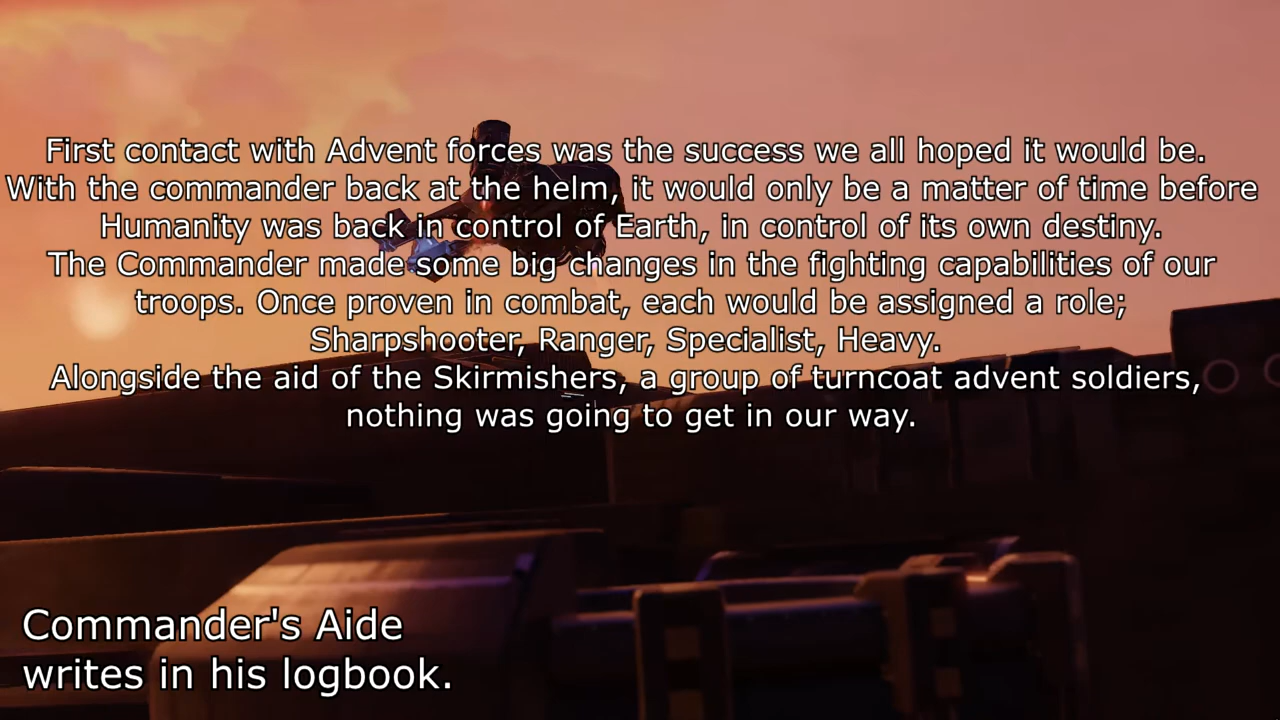 First contact with Advent forces was the success we all hoped it would be.
With the commander back at the helm, it would only be a matter of time before
Humanity was back in control of Earth, in control of its own destiny.
The Commander made some big changes in the fighting capabilities of our
troops. Once proven in combat, each would be assigned a role;
Sharpshooter, Ranger, Specialist, Heavy.
Alongside the aid of the Skirmishers, a group of turncoat advent soldiers,
nothing was going to get in our way.
Commander's Aide
writes in his logbook.